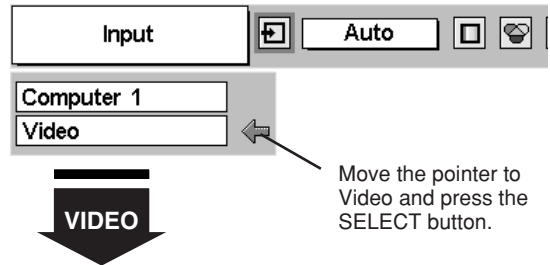 Input
Auto
Computer 1
Video
Move the pointer to
Video and press the
SELECT button.
VIDEO